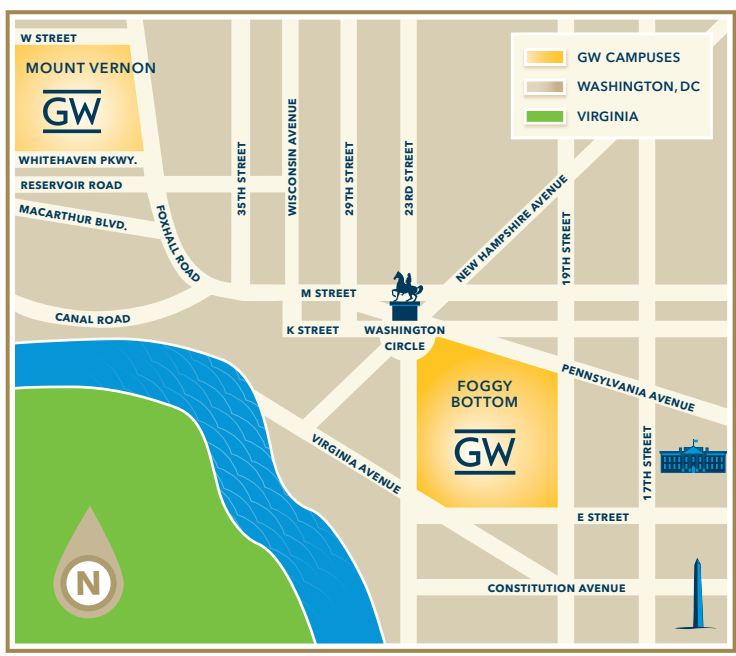 W STREET
MOUNT VERNON
GW
WHITEHAVEN PKWY.
RESERVOIR ROAD
MACARTHUR BLVD.
FOXHALL ROAD
CANAL ROAD
35TH STREET
WISCONSIN AVENUE
29TH STREET
23RD STREET
NEW HAMPSHIRE AVENUE
19TH STREET
GW CAMPUSES
WASHINGTON, DC
VIRGINIA
M STREET
K STREET
WASHINGTON
CIRCLE
FOGGY
BOTTOM
GW
PENNSYLVANIA AVENUE
VIRGINIA AVENUE
17TH STREET
E STREET
CONSTITUTION AVENUE
N